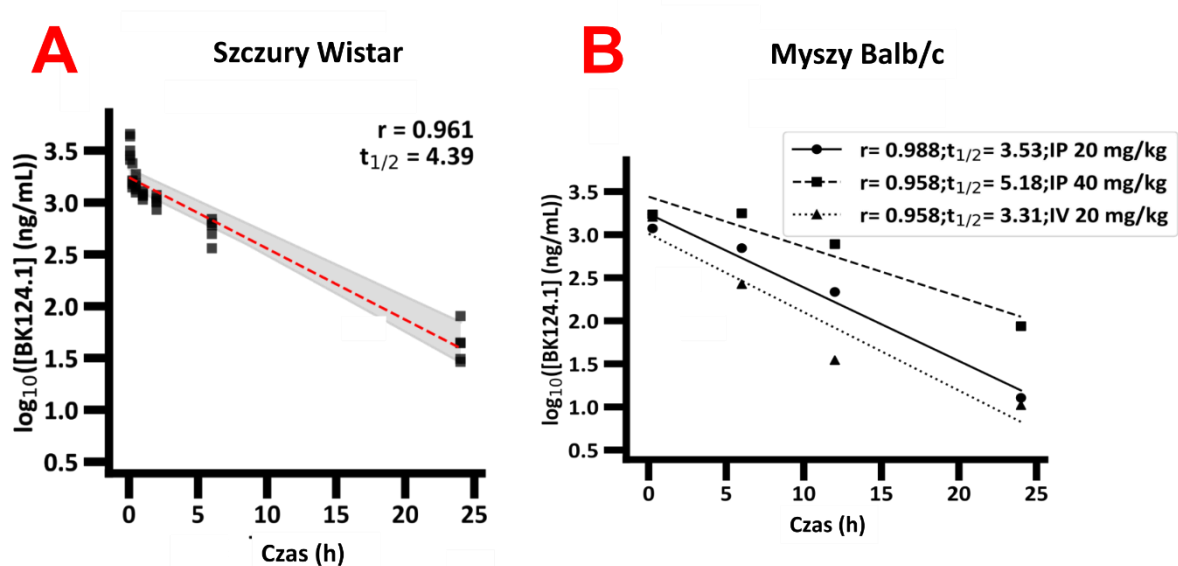 A
Szczury Wistar
r = 0.961
t1/2 = 4.39
3.5
3.0
2.5
2.0
1.5
1.0
0.5
log10([BK124.1] (ng/mL))
0
5
10
15
20
25
Czas (h)
B
Myszy Balb/c
r= 0.988;t1/2= 3.53;IP 20 mg/kg
r= 0.958;t1/2= 5.18;IP 40 mg/kg
r= 0.958;t1/2= 3.31;IV 20 mg/kg
3.5
3.0
2.5
2.0
1.5
1.0
0.5
log10([BK124.1] (ng/mL))
0
5
10
15
20
25
Czas (h)